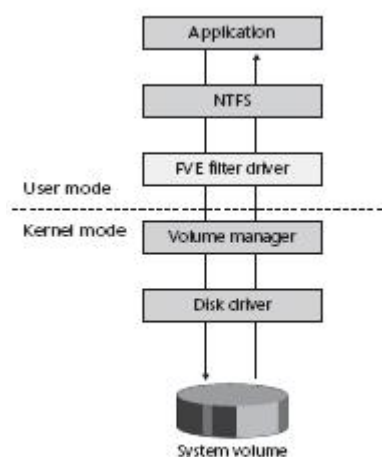 Application
NTFS
FVE filter driver
User mode
Kernel mode
Volume manager
Disk driver
System volume